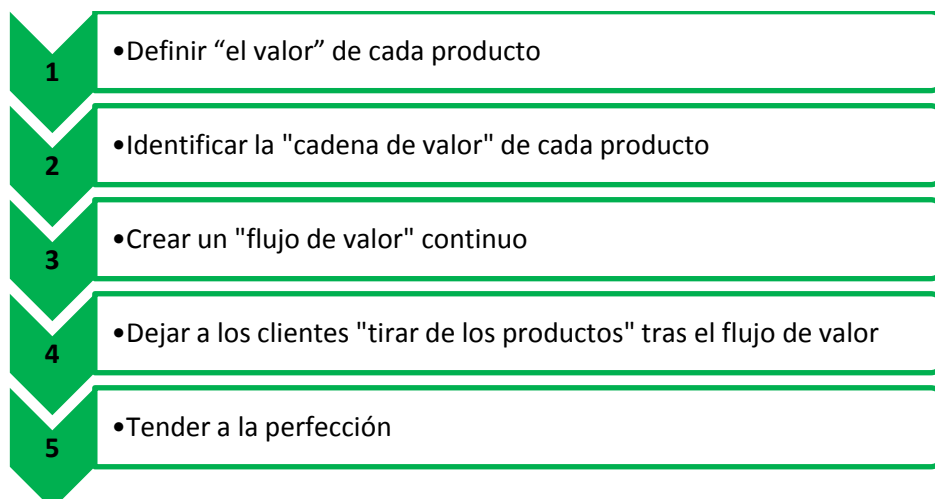 1
•Definir “el valor” de cada producto
2
•Identificar la "cadena de valor" de cada producto
3
•Crear un "flujo de valor" continuo
4
•Dejar a los clientes "tirar de los productos" tras el flujo de valor
5
•Tender a la perfección